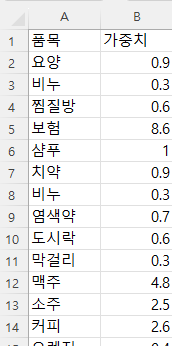 A B
1 품목 가중치
2 요양 0.9
3 비누 0.3
4 찜질방 0.6
5 보험 8.6
6 샴푸 1
7 치약 0.9
8 비누 0.3
9 염색약 0.7
10 도시락 0.6
11 막걸리 0.3
12 맥주 4.8
13 소주 2.5
14 커피 2.6